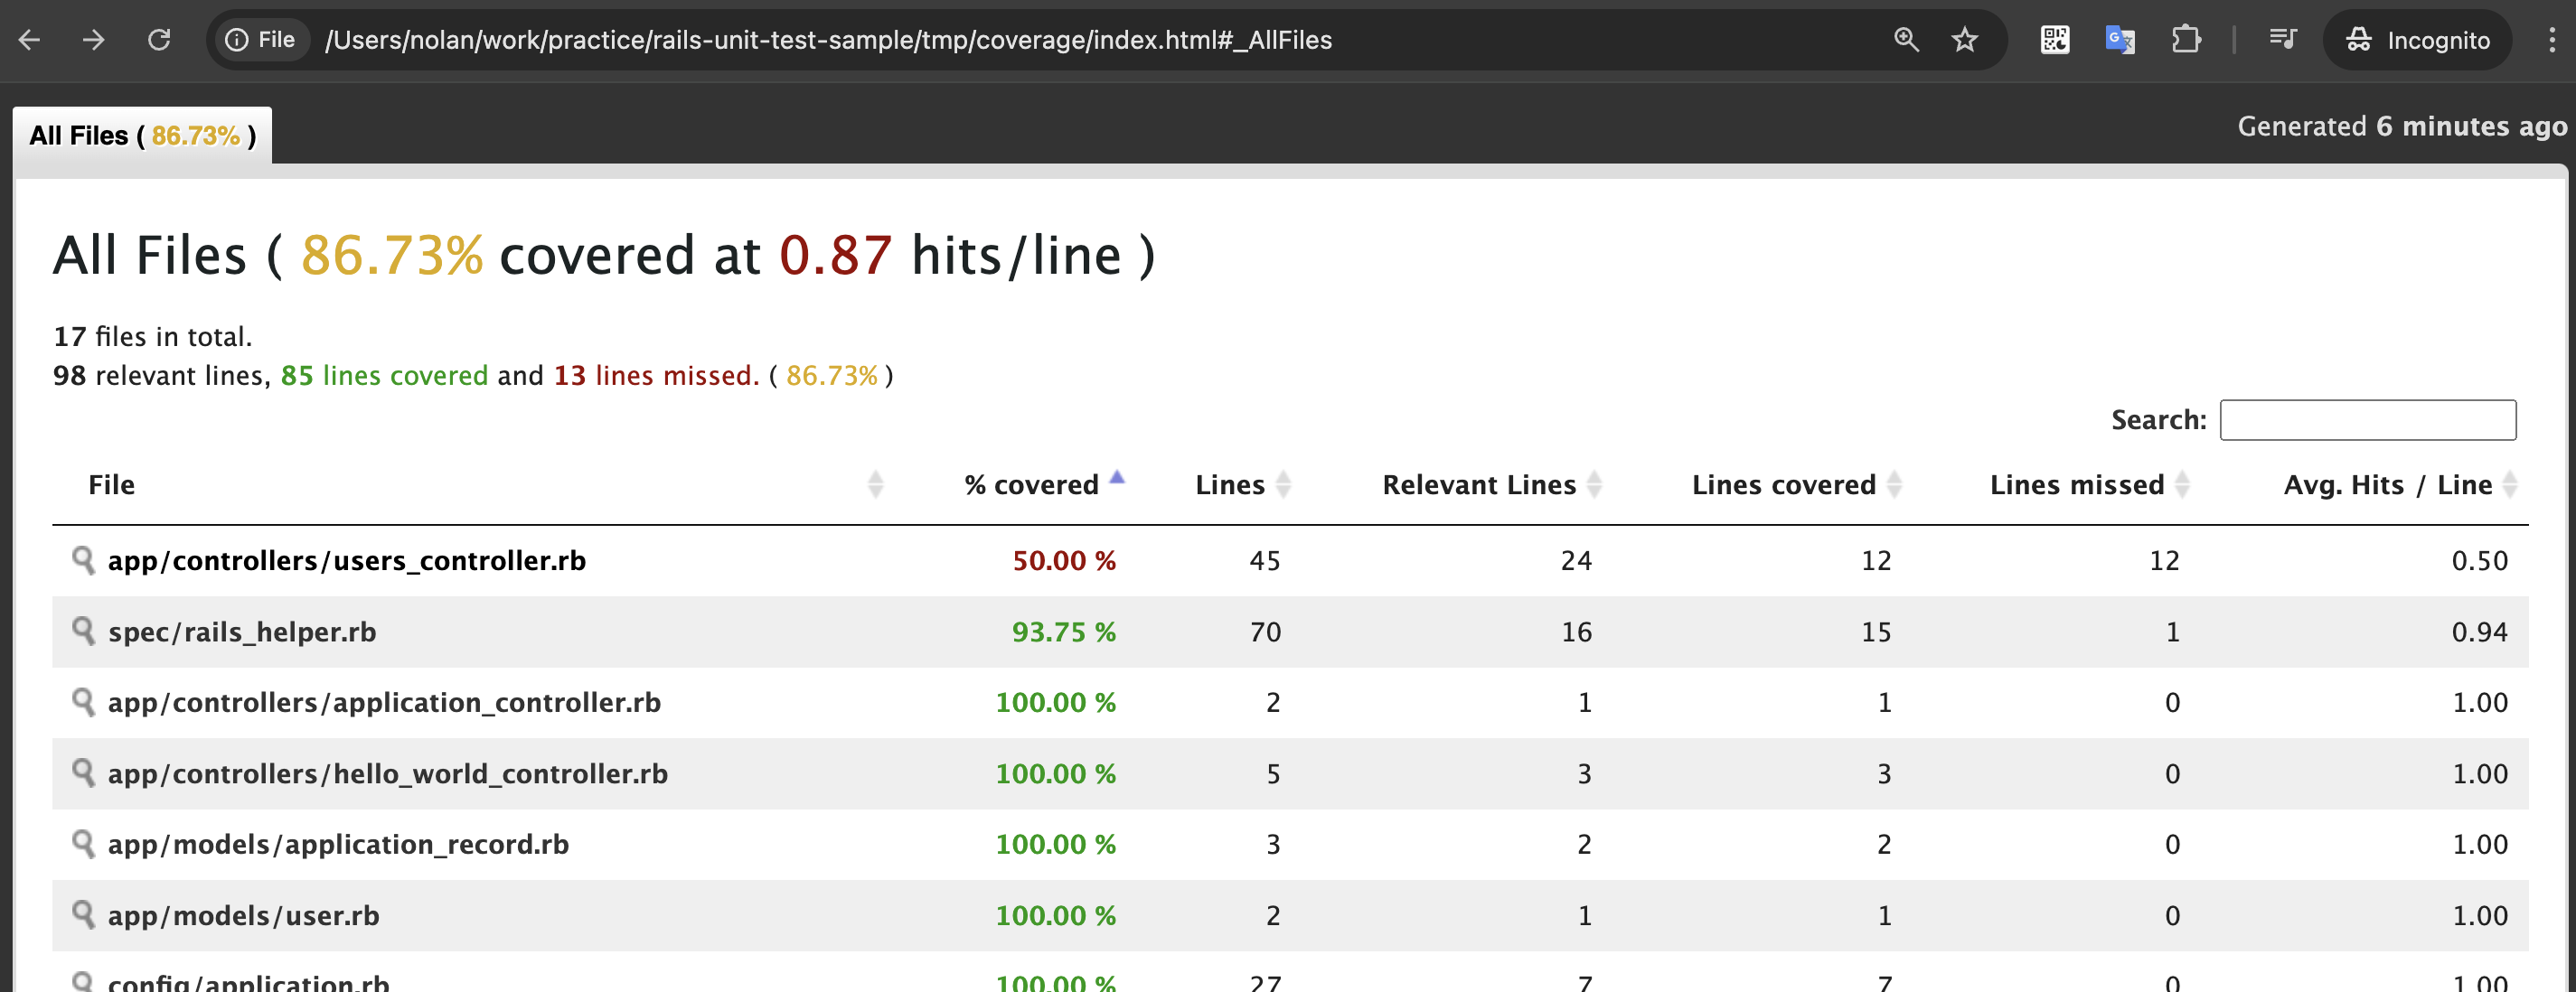 File /Users/nolan/work/practice/rails-unit-test-sample/tmp/coverage/index.html#_AllFiles Incognito
All Files ( 86.73% ) Generated 6 minutes ago
All Files ( 86.73% covered at 0.87 hits/line )
17 files in total.
98 relevant lines, 85 lines covered and 13 lines missed. ( 86.73% )
Search:
File % covered Lines Relevant Lines Lines covered Lines missed Avg. Hits / Line
app/controllers/users_controller.rb 50.00 % 45 24 12 12 0.50
spec/rails_helper.rb 93.75 % 70 16 15 1 0.94
app/controllers/application_controller.rb 100.00 % 2 1 1 0 1.00
app/controllers/hello_world_controller.rb 100.00 % 5 3 3 0 1.00
app/models/application_record.rb 100.00 % 3 2 2 0 1.00
app/models/user.rb 100.00 % 2 1 1 0 1.00
config/application.rb 100.00 % 27 7 7 0 1.00